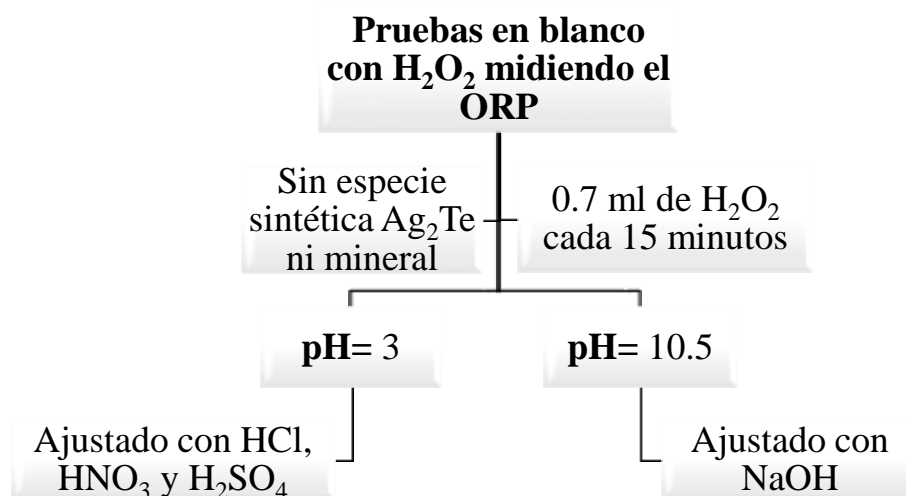 Pruebas en blanco
con H₂O₂ midiendo el
ORP
Sin especie
sintética Ag₂Te
ni mineral
0.7 ml de H₂O₂
cada 15 minutos
pH= 3
pH= 10.5
Ajustado con HCl,
HNO₃ y H₂SO₄
Ajustado con
NaOH